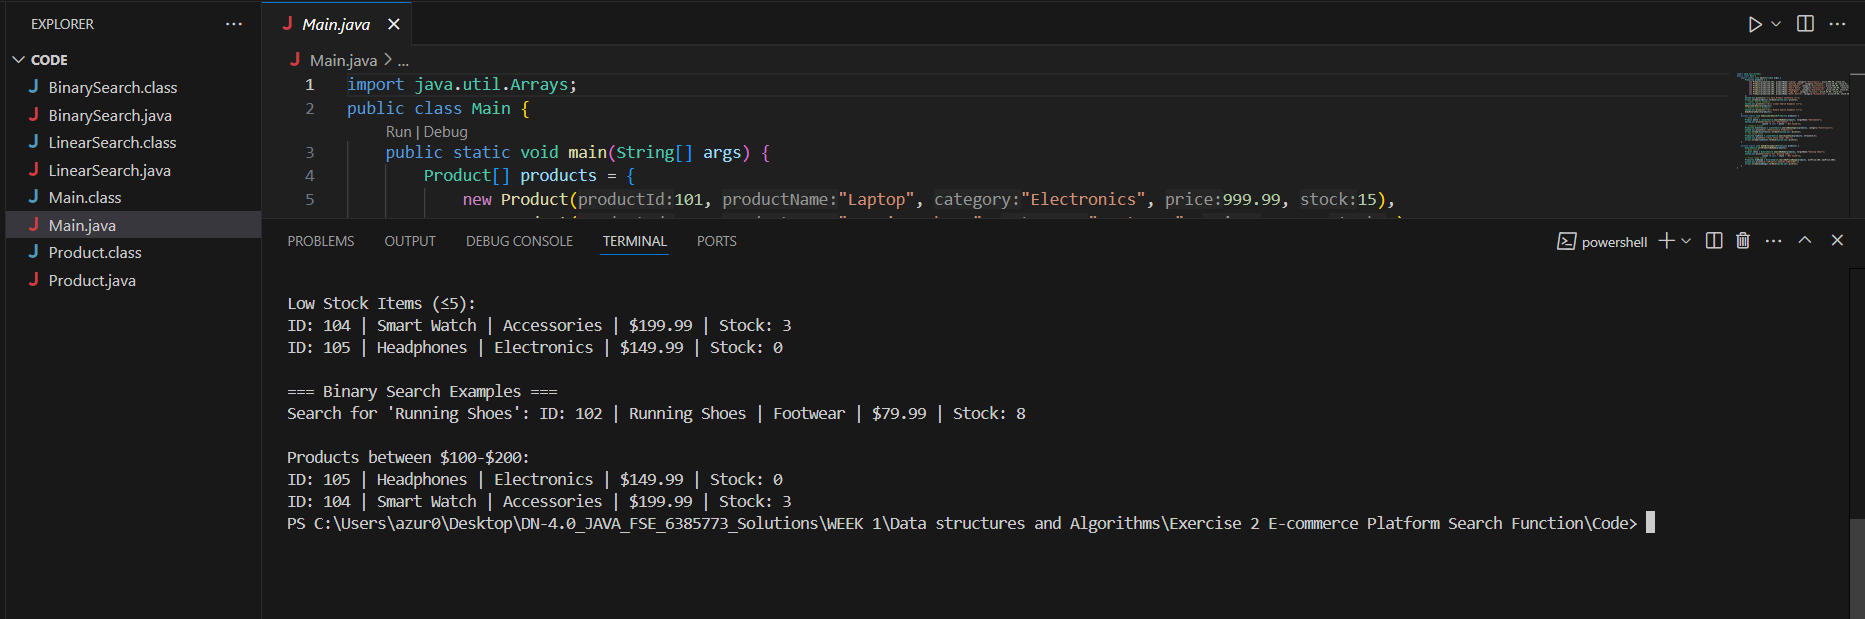 EXPLORER
CODE
BinarySearch.class
BinarySearch.java
LinearSearch.class
LinearSearch.java
Main.class
Main.java
Product.class
Product.java
Main.java
Main.java > ...
1 import java.util.Arrays;
2 public class Main {
Run | Debug
3 public static void main(String[] args) {
4 Product[] products = {
5 new Product(productId:101, productName:"Laptop", category:"Electronics", price:999.99, stock:15),
PROBLEMS OUTPUT DEBUG CONSOLE TERMINAL PORTS
powershell
Low Stock Items (≤5):
ID: 104 | Smart Watch | Accessories | $199.99 | Stock: 3
ID: 105 | Headphones | Electronics | $149.99 | Stock: 0
=== Binary Search Examples ===
Search for 'Running Shoes': ID: 102 | Running Shoes | Footwear | $79.99 | Stock: 8
Products between $100-$200:
ID: 105 | Headphones | Electronics | $149.99 | Stock: 0
ID: 104 | Smart Watch | Accessories | $199.99 | Stock: 3
PS C:\Users\azur0\Desktop\DN-4.0_JAVA_FSE_6385773_Solutions\WEEK 1\Data structures and Algorithms\Exercise 2 E-commerce Platform Search Function\Code>